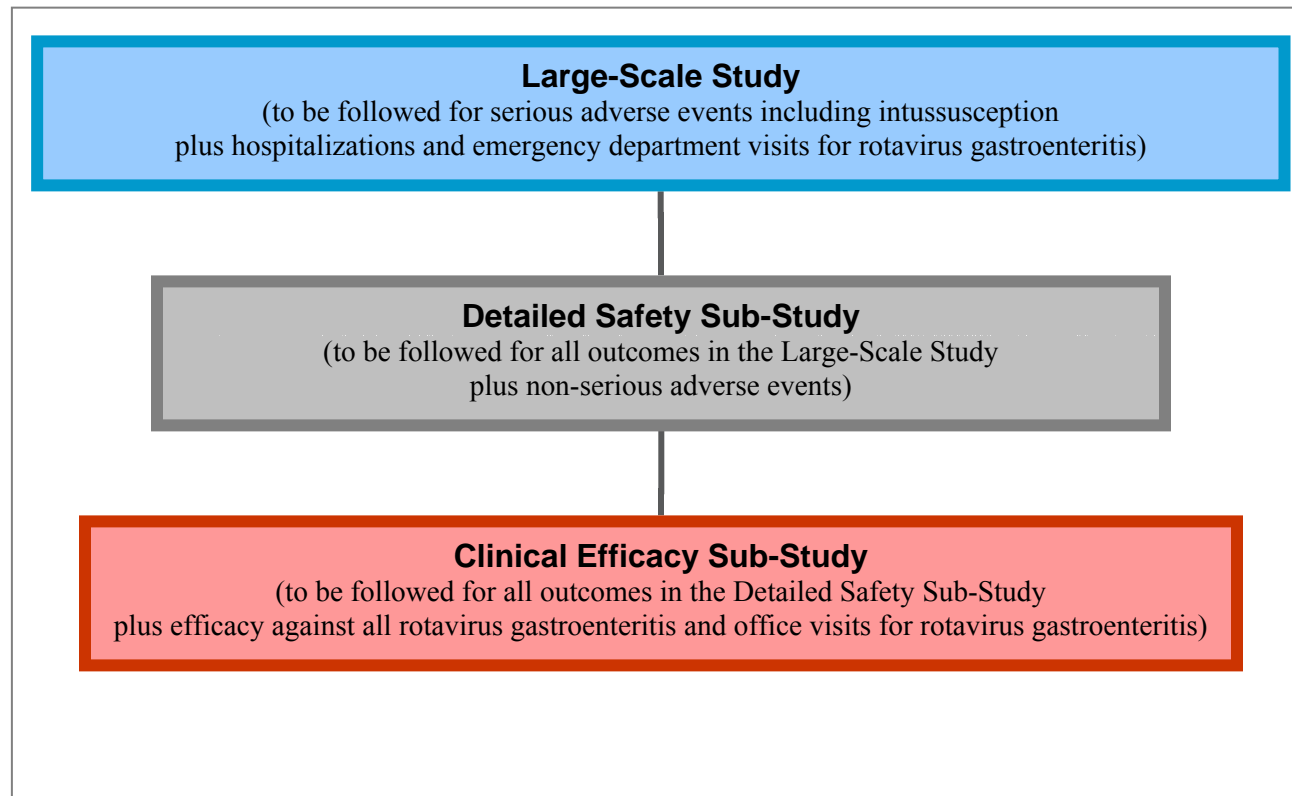 Large-Scale Study
(to be followed for serious adverse events including intussusception
plus hospitalizations and emergency department visits for rotavirus gastroenteritis)
Detailed Safety Sub-Study
(to be followed for all outcomes in the Large-Scale Study
plus non-serious adverse events)
Clinical Efficacy Sub-Study
(to be followed for all outcomes in the Detailed Safety Sub-Study
plus efficacy against all rotavirus gastroenteritis and office visits for rotavirus gastroenteritis)